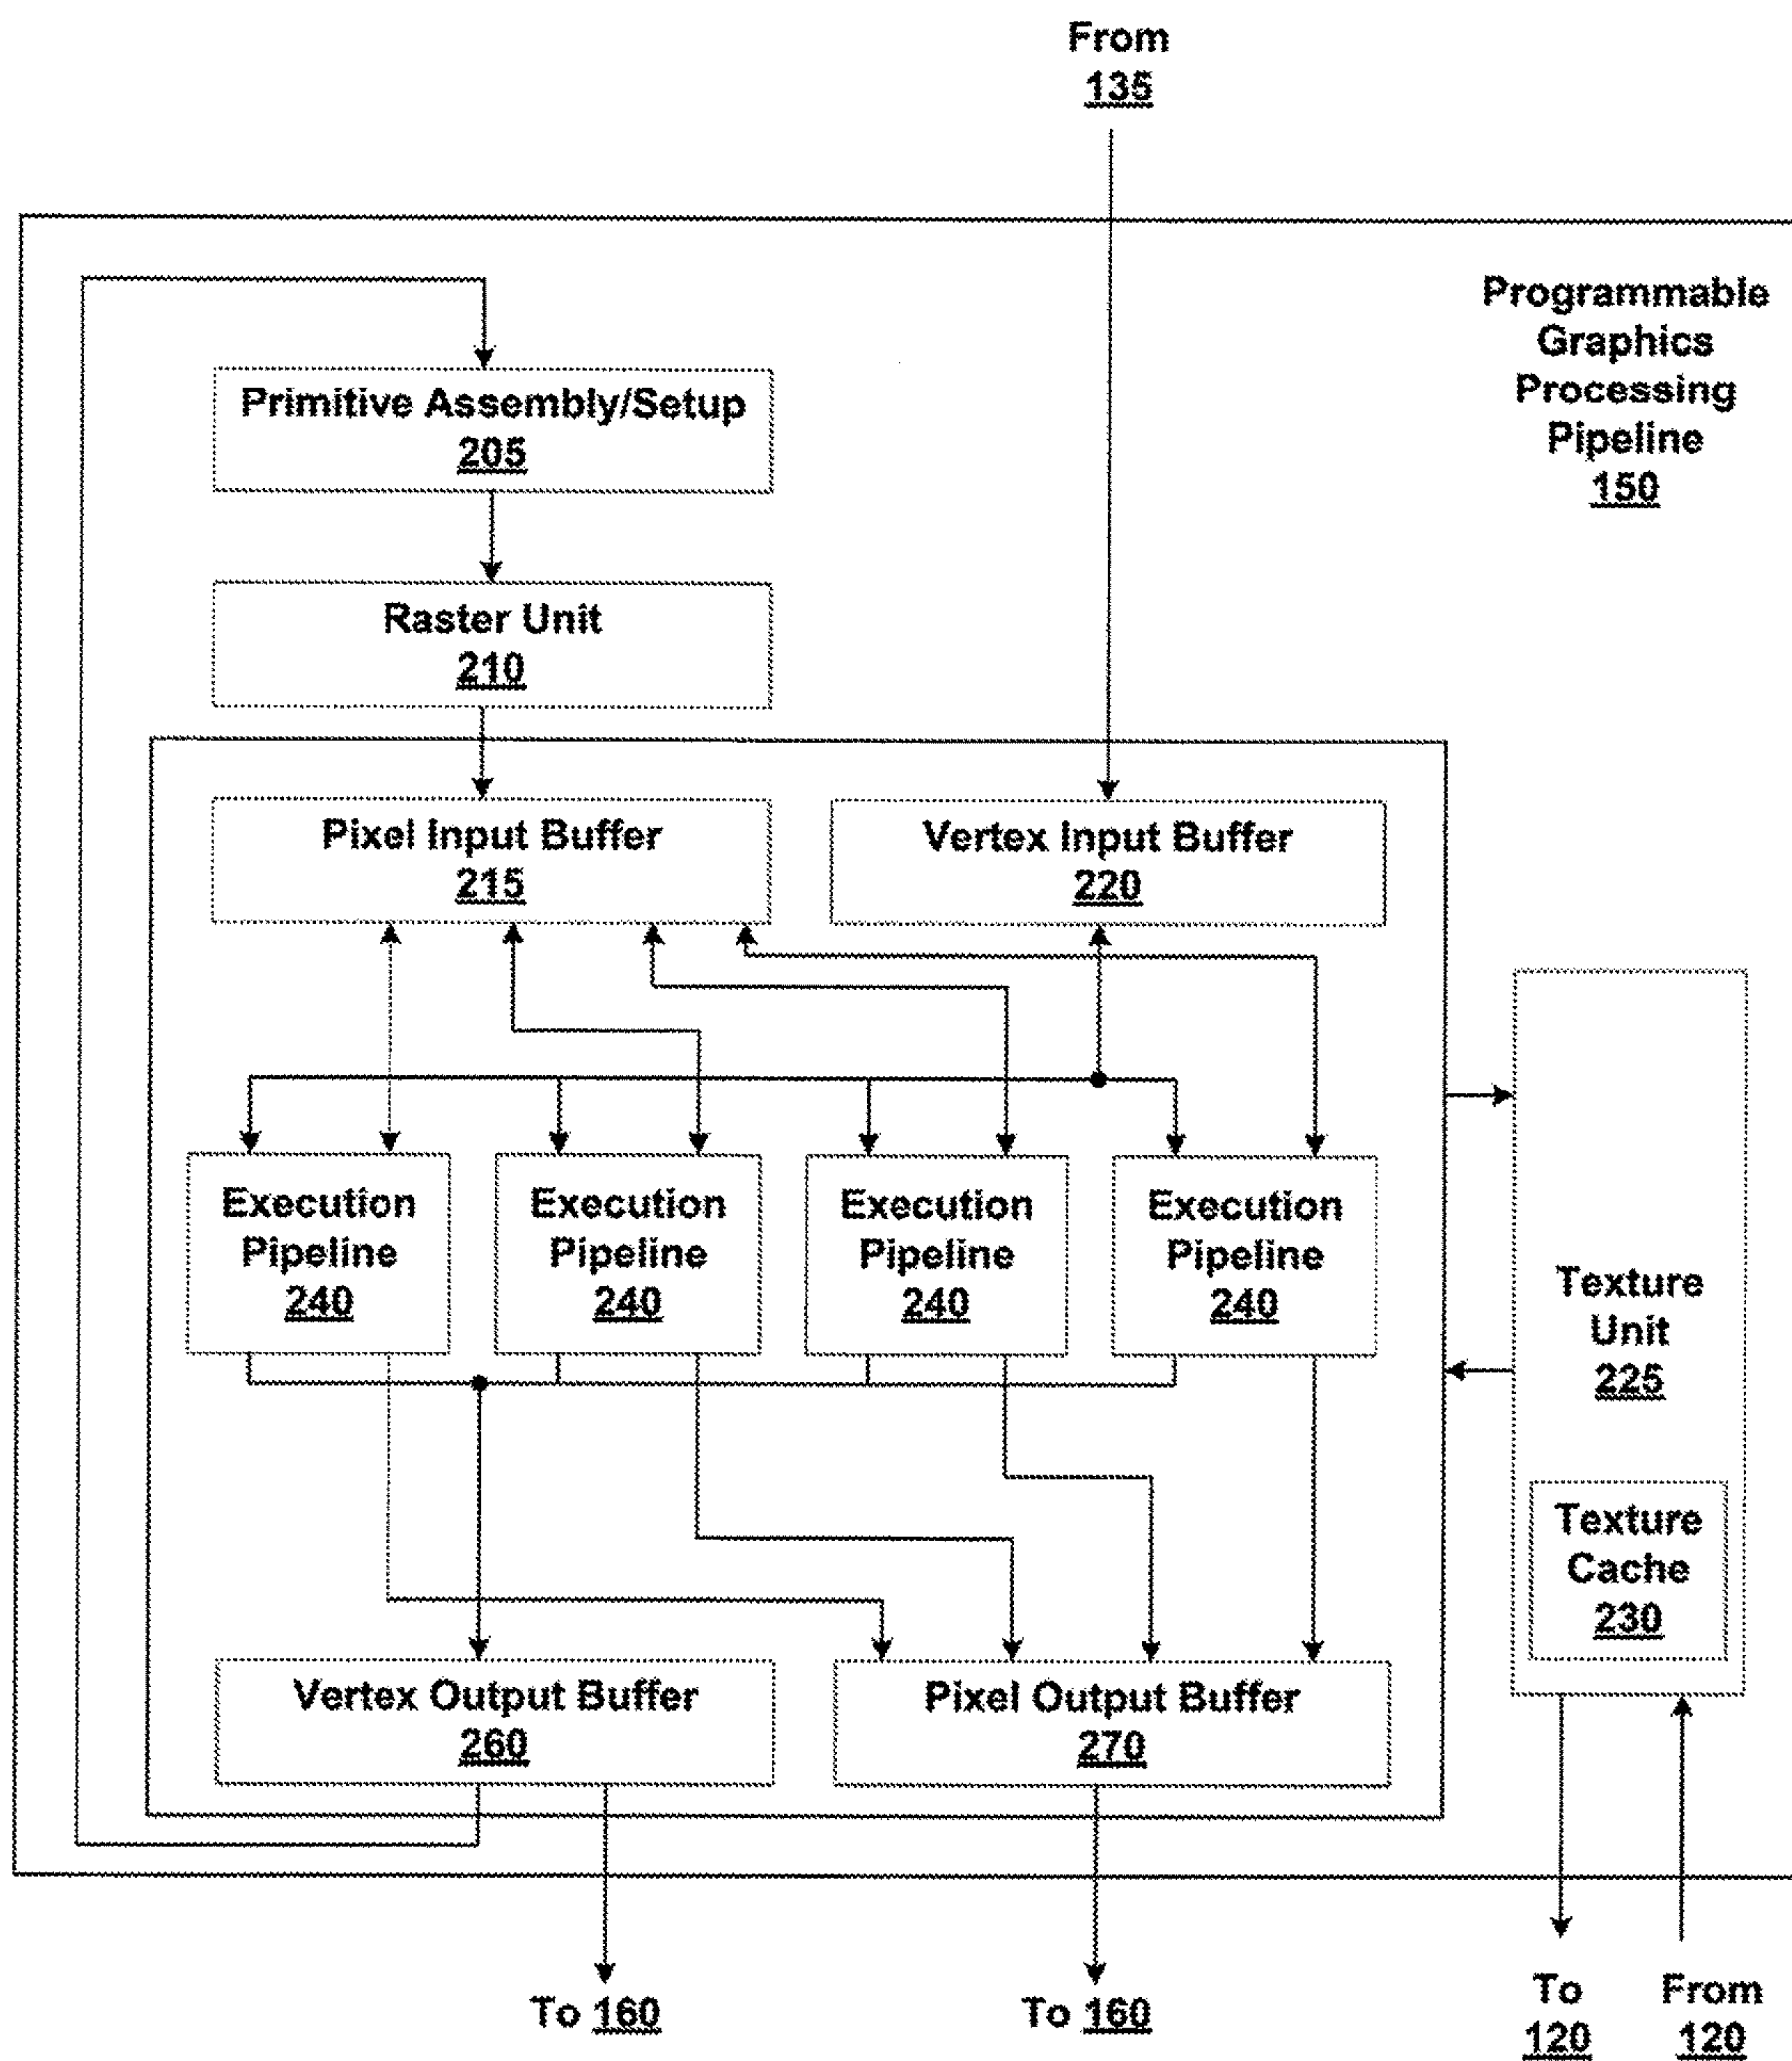 From
135
Programmable
Graphics
Processing
Pipeline
150
Primitive Assembly/Setup
205
Raster Unit
210
Pixel Input Buffer
215
Vertex Input Buffer
220
Execution
Pipeline
240
Execution
Pipeline
240
Execution
Pipeline
240
Execution
Pipeline
240
Texture
Unit
225
Texture
Cache
230
Vertex Output Buffer
260
Pixel Output Buffer
270
To 160
To 160
To
120
From
120